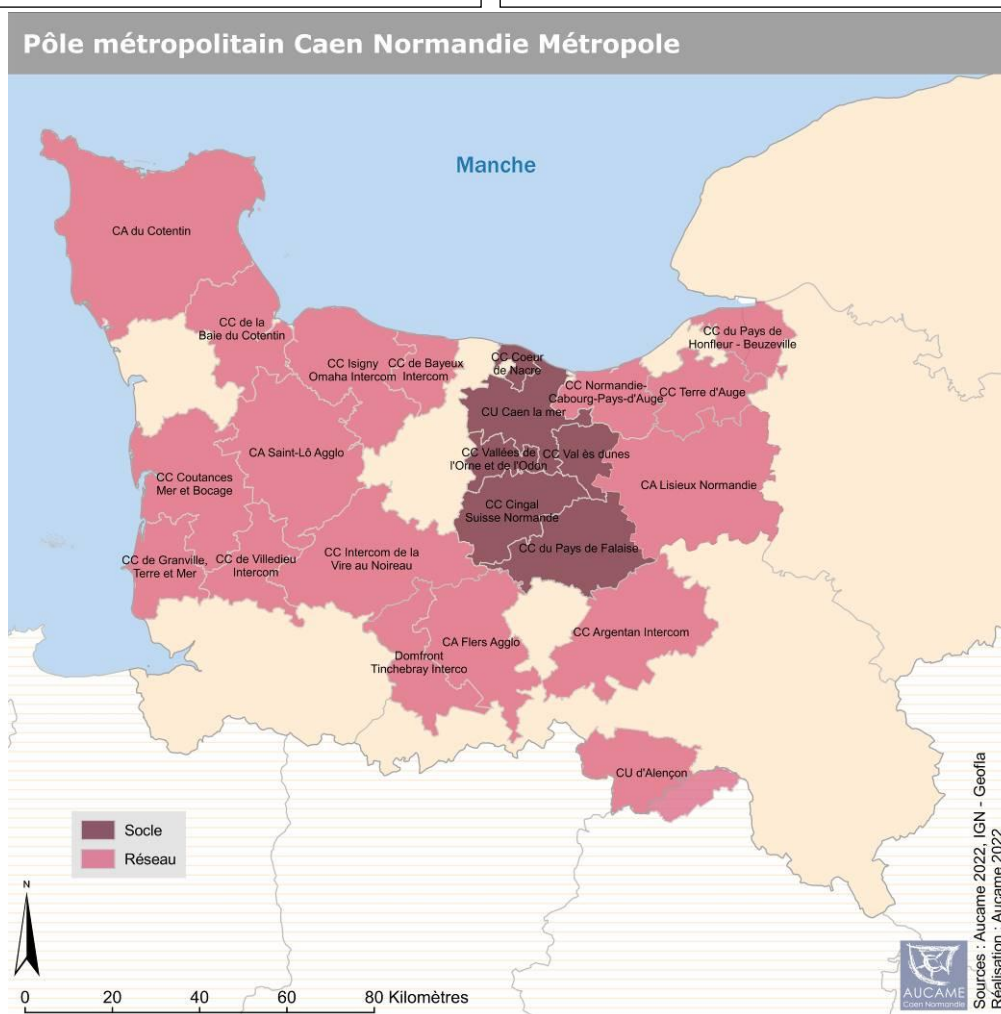 Pôle métropolitain Caen Normandie Métropole
Manche
CA du Cotentin
CC de la
Baie du Cotentin
CC Isigny
Omaha Intercom
CC de Bayeux
Intercom
CC Coeur
de Nacre
CC du Pays de
Honfleur - Beuzeville
CC Normandie-
Cabourg-Pays-d'Auge
CC Terre d'Auge
CU Caen la mer
CA Saint-Lô Agglo
CC Vallées de
l'Orne et de l'Odon
CC Val ès dunes
CC Coutances
Mer et Bocage
CA Lisieux Normandie
CC Cingal
Suisse Normande
CC de Granville,
Terre et Mer
CC de Villedieu
Intercom
CC Intercom de la
Vire au Noireau
CC du Pays de Falaise
CA Flers Agglo
CC Argentan Intercom
Domfront
Tinchebray Interco
CU d'Alençon
Socle
Réseau
N
0 20 40 60 80 Kilomètres
AUCAME
Caen Normandie
Sources : Aucame 2022, IGN - Geofla
Réalisation : Aucame 2022